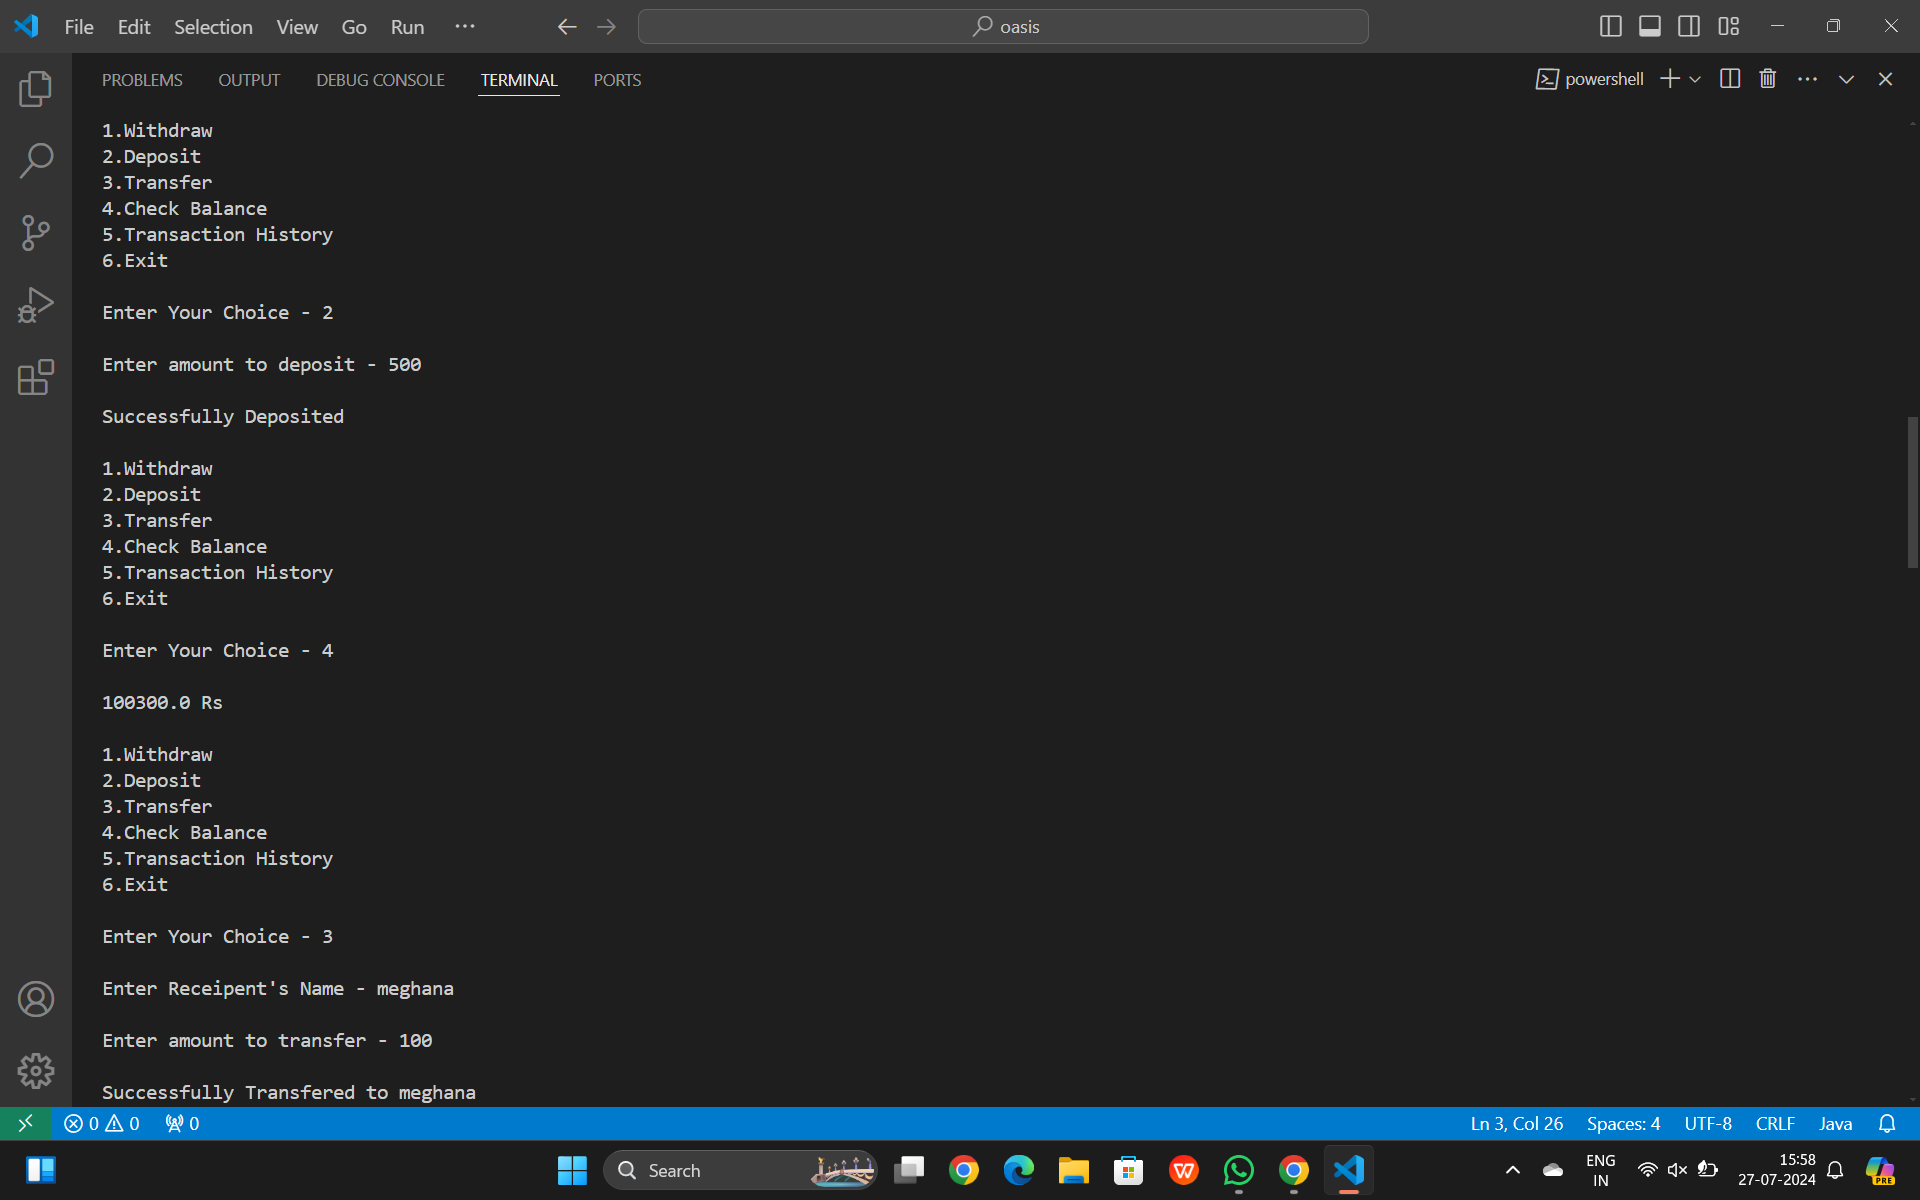 File Edit Selection View Go Run ··· oasis
PROBLEMS OUTPUT DEBUG CONSOLE TERMINAL PORTS powershell
1.Withdraw
2.Deposit
3.Transfer
4.Check Balance
5.Transaction History
6.Exit
Enter Your Choice - 2
Enter amount to deposit - 500
Successfully Deposited
1.Withdraw
2.Deposit
3.Transfer
4.Check Balance
5.Transaction History
6.Exit
Enter Your Choice - 4
100300.0 Rs
1.Withdraw
2.Deposit
3.Transfer
4.Check Balance
5.Transaction History
6.Exit
Enter Your Choice - 3
Enter Receipent's Name - meghana
Enter amount to transfer - 100
Successfully Transfered to meghana
0 0 0 Ln 3, Col 26 Spaces: 4 UTF-8 CRLF Java
Search ENG 15:58
IN 27-07-2024 PRE